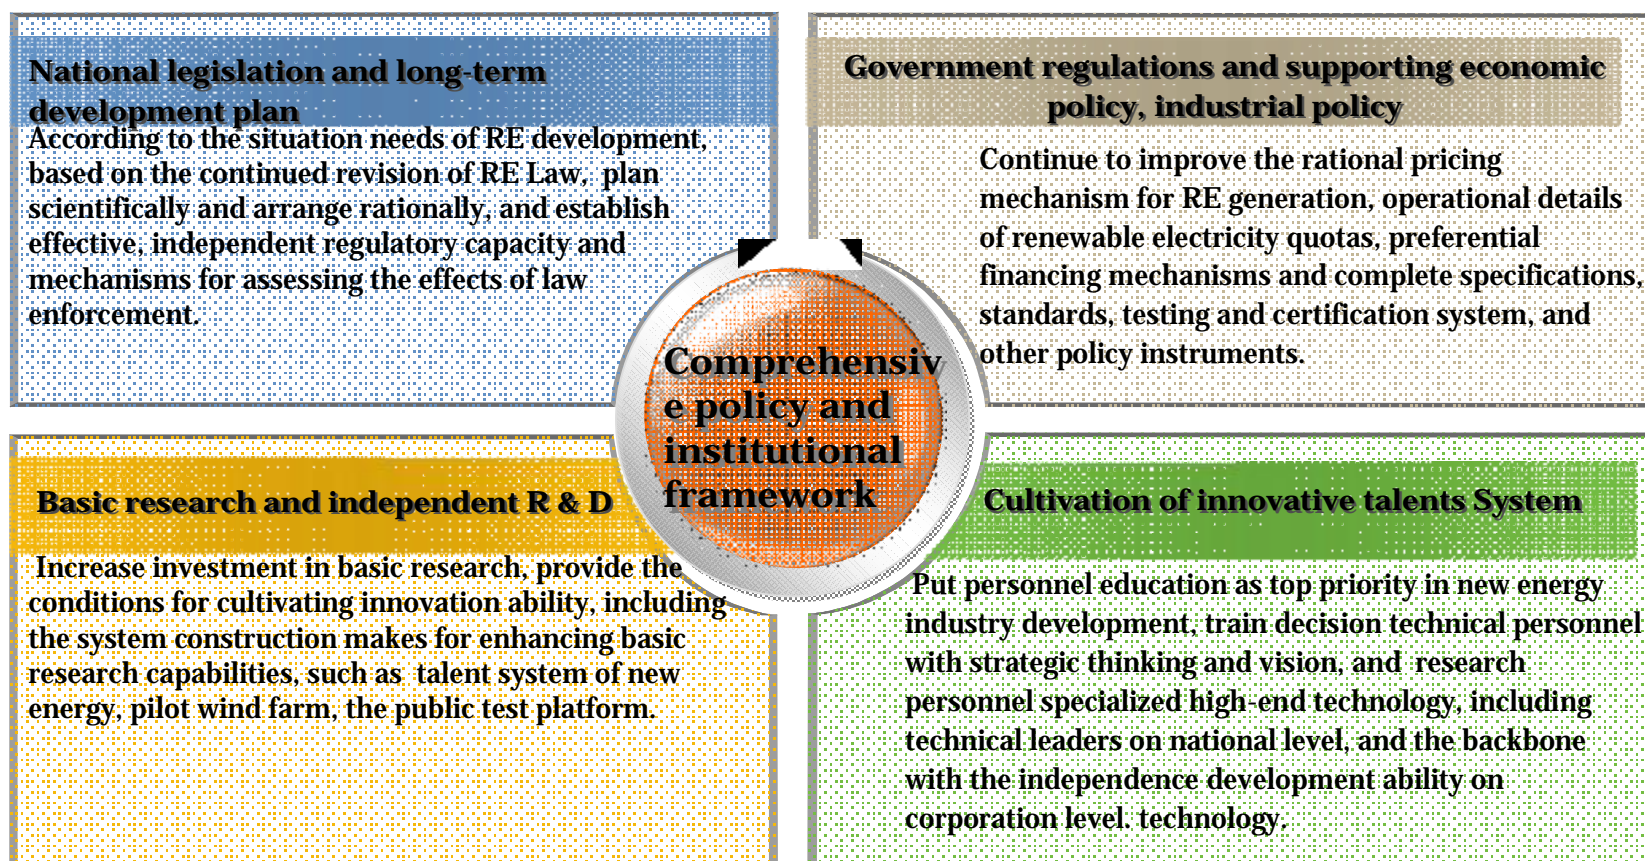 National legislation and long-term
development plan
According to the situation needs of RE development,
based on the continued revision of RE Law, plan
scientifically and arrange rationally, and establish
effective, independent regulatory capacity and
mechanisms for assessing the effects of law
enforcement.
Government regulations and supporting economic
policy, industrial policy
Continue to improve the rational pricing
mechanism for RE generation, operational details
of renewable electricity quotas, preferential
financing mechanisms and complete specifications,
standards, testing and certification system, and
other policy instruments.
Comprehensiv
e policy and
institutional
framework
Basic research and independent R & D
Increase investment in basic research, provide the
conditions for cultivating innovation ability, including
the system construction makes for enhancing basic
research capabilities, such as talent system of new
energy, pilot wind farm, the public test platform.
Cultivation of innovative talents System
Put personnel education as top priority in new energy
industry development, train decision technical personnel
with strategic thinking and vision, and research
personnel specialized high-end technology, including
technical leaders on national level, and the backbone
with the independence development ability on
corporation level. technology.